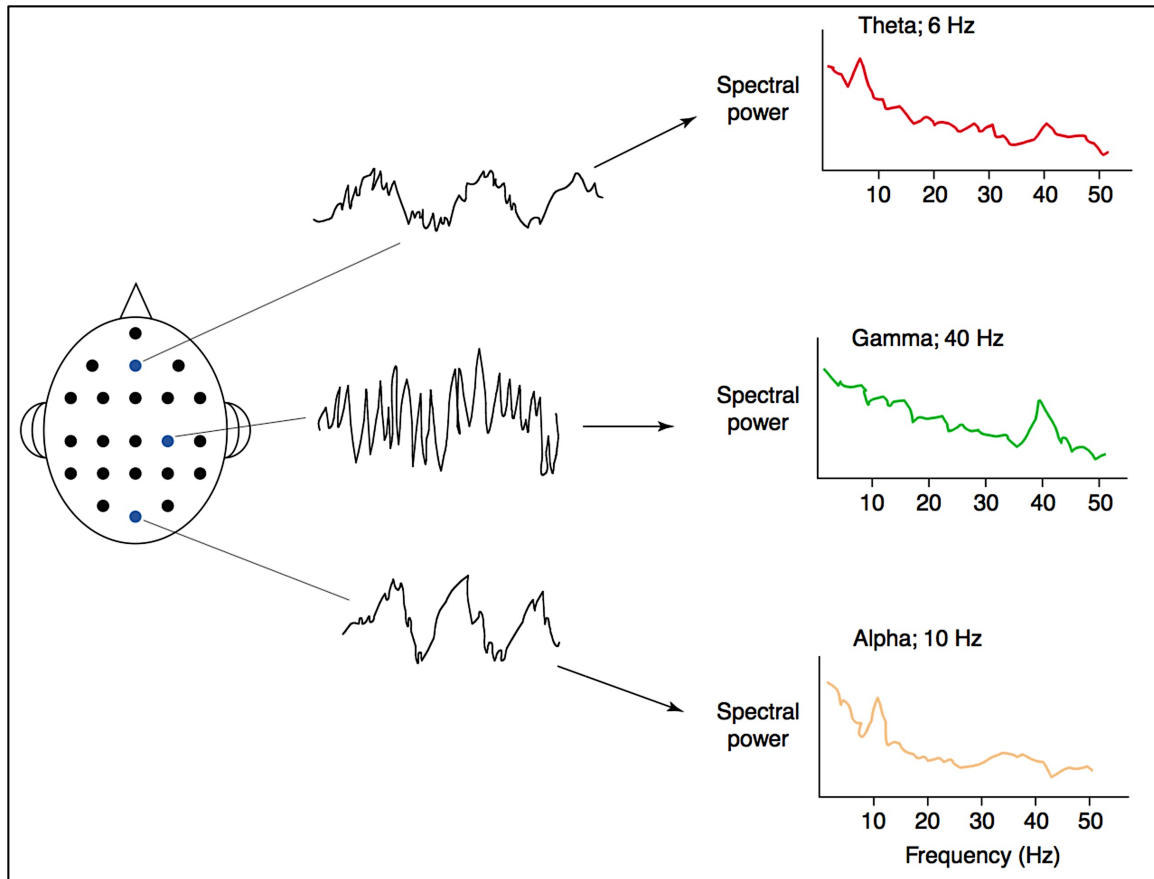 Theta; 6 Hz
Spectral
power
10 20 30 40 50
Gamma; 40 Hz
Spectral
power
10 20 30 40 50
Alpha; 10 Hz
Spectral
power
10 20 30 40 50
Frequency (Hz)